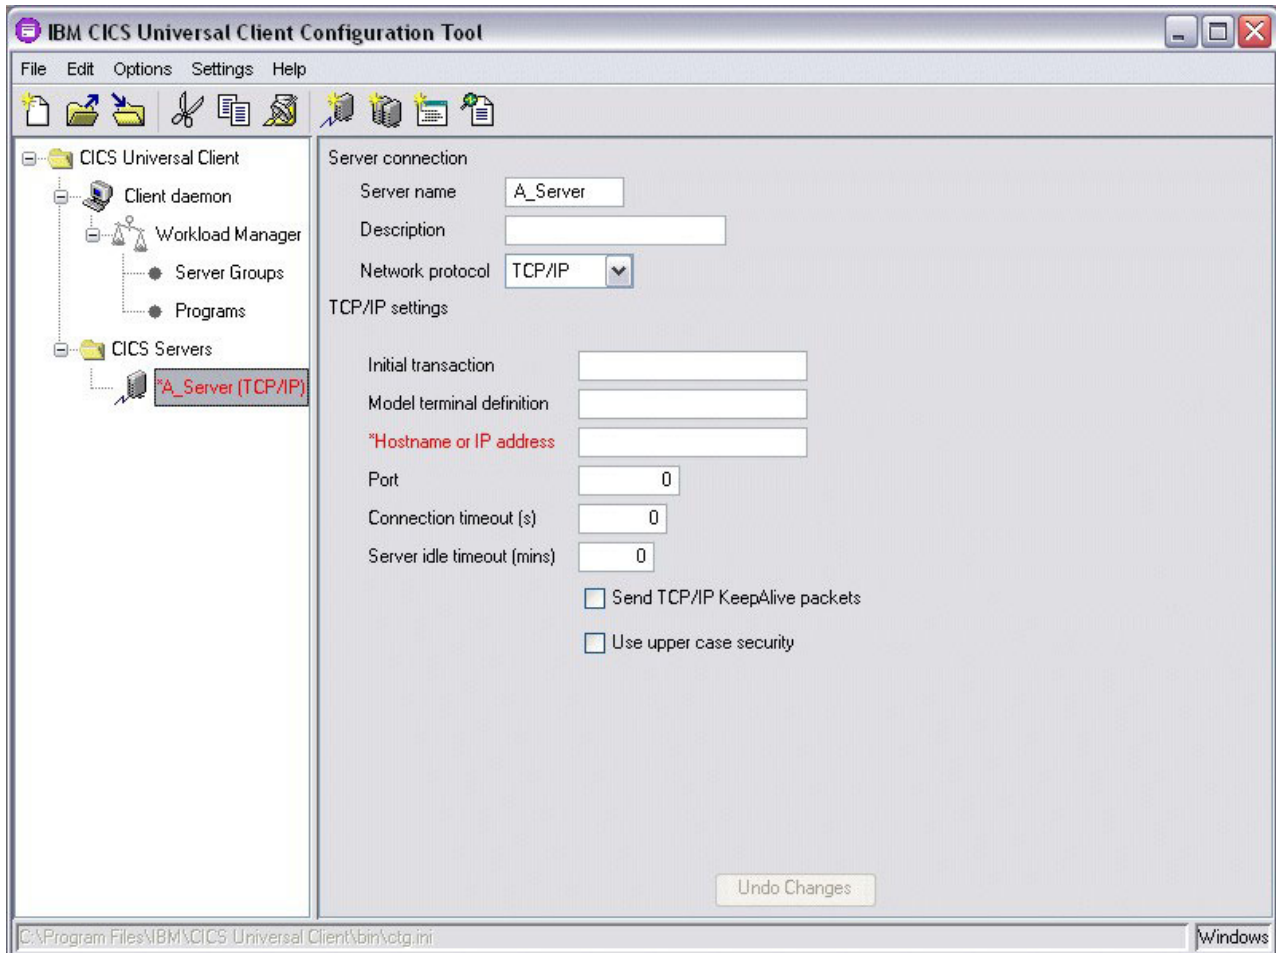 IBM CICS Universal Client Configuration Tool
File Edit Options Settings Help
CICS Universal Client
Client daemon
Workload Manager
Server Groups
Programs
CICS Servers
*A_Server (TCP/IP)
Server connection
Server name A_Server
Description
Network protocol TCP/IP
TCP/IP settings
Initial transaction
Model terminal definition
*Hostname or IP address
Port 0
Connection timeout (s) 0
Server idle timeout (mins) 0
Send TCP/IP KeepAlive packets
Use upper case security
Undo Changes
C:\Program Files\IBM\CICS Universal Client\bin\ctg.ini Windows